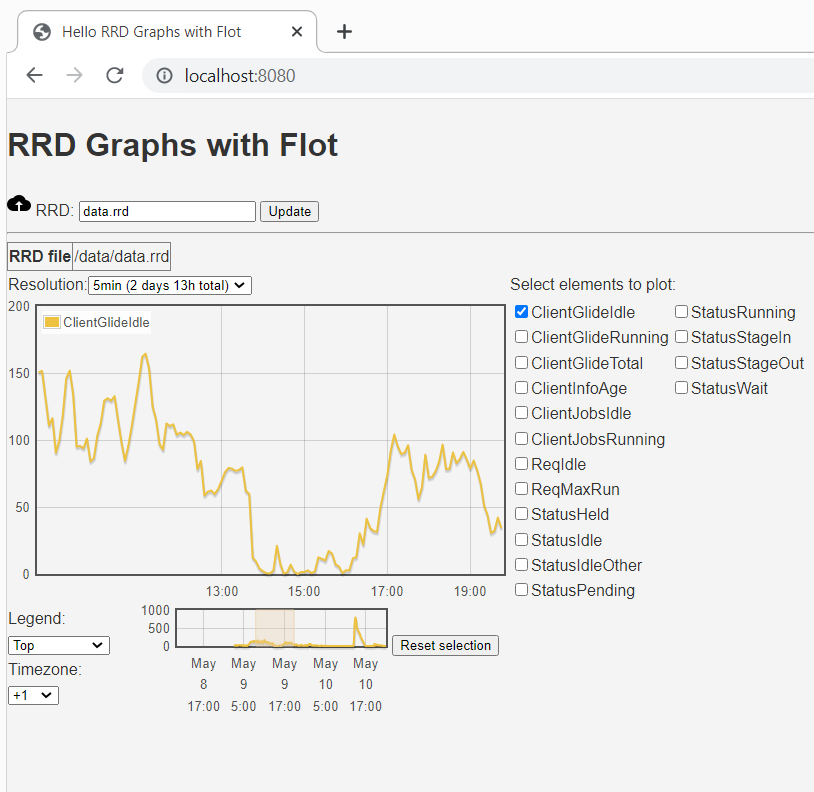 Hello RRD Graphs with Flot
localhost:8080
RRD Graphs with Flot
RRD: data.rrd Update
RRD file /data/data.rrd
Resolution: 5min (2 days 13h total)
200
150
100
50
0
ClientGlideIdle
13:00 15:00 17:00 19:00
Select elements to plot:
ClientGlideIdle StatusRunning
ClientGlideRunning StatusStageIn
ClientGlideTotal StatusStageOut
ClientInfoAge StatusWait
ClientJobsIdle
ClientJobsRunning
ReqIdle
ReqMaxRun
StatusHeld
StatusIdle
StatusIdleOther
StatusPending
Legend:
Top
Timezone:
+1
1000
500
0
May May May May May
8 9 9 10 10
17:00 5:00 17:00 5:00 17:00
Reset selection